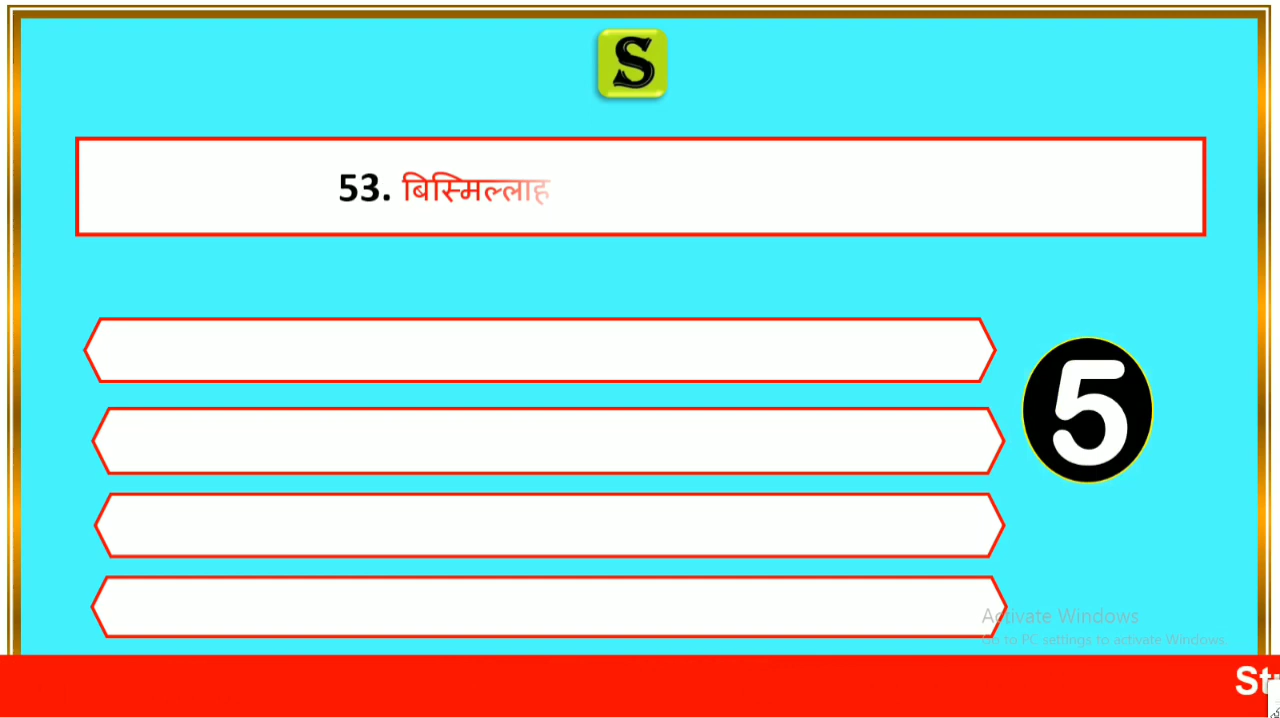 S
53. बिस्मिल्लाह
5
Activate Windows
Go to PC settings to activate Windows